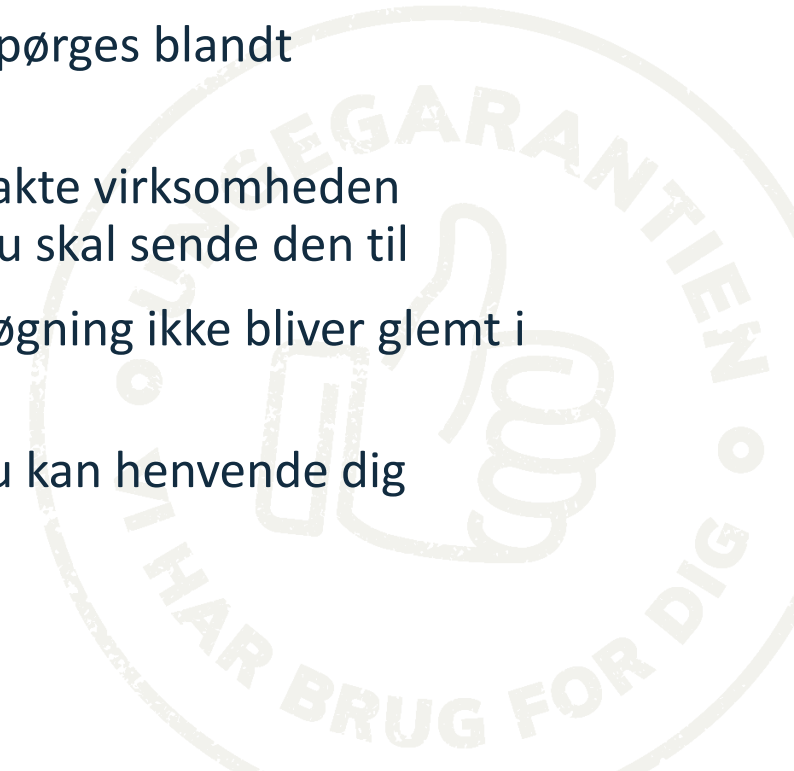 pørges blandt
akte virksomheden
u skal sende den til
øgning ikke bliver glemt i
u kan henvende dig
UNGEGARANTIEN
VI HAR BRUG FOR DIG